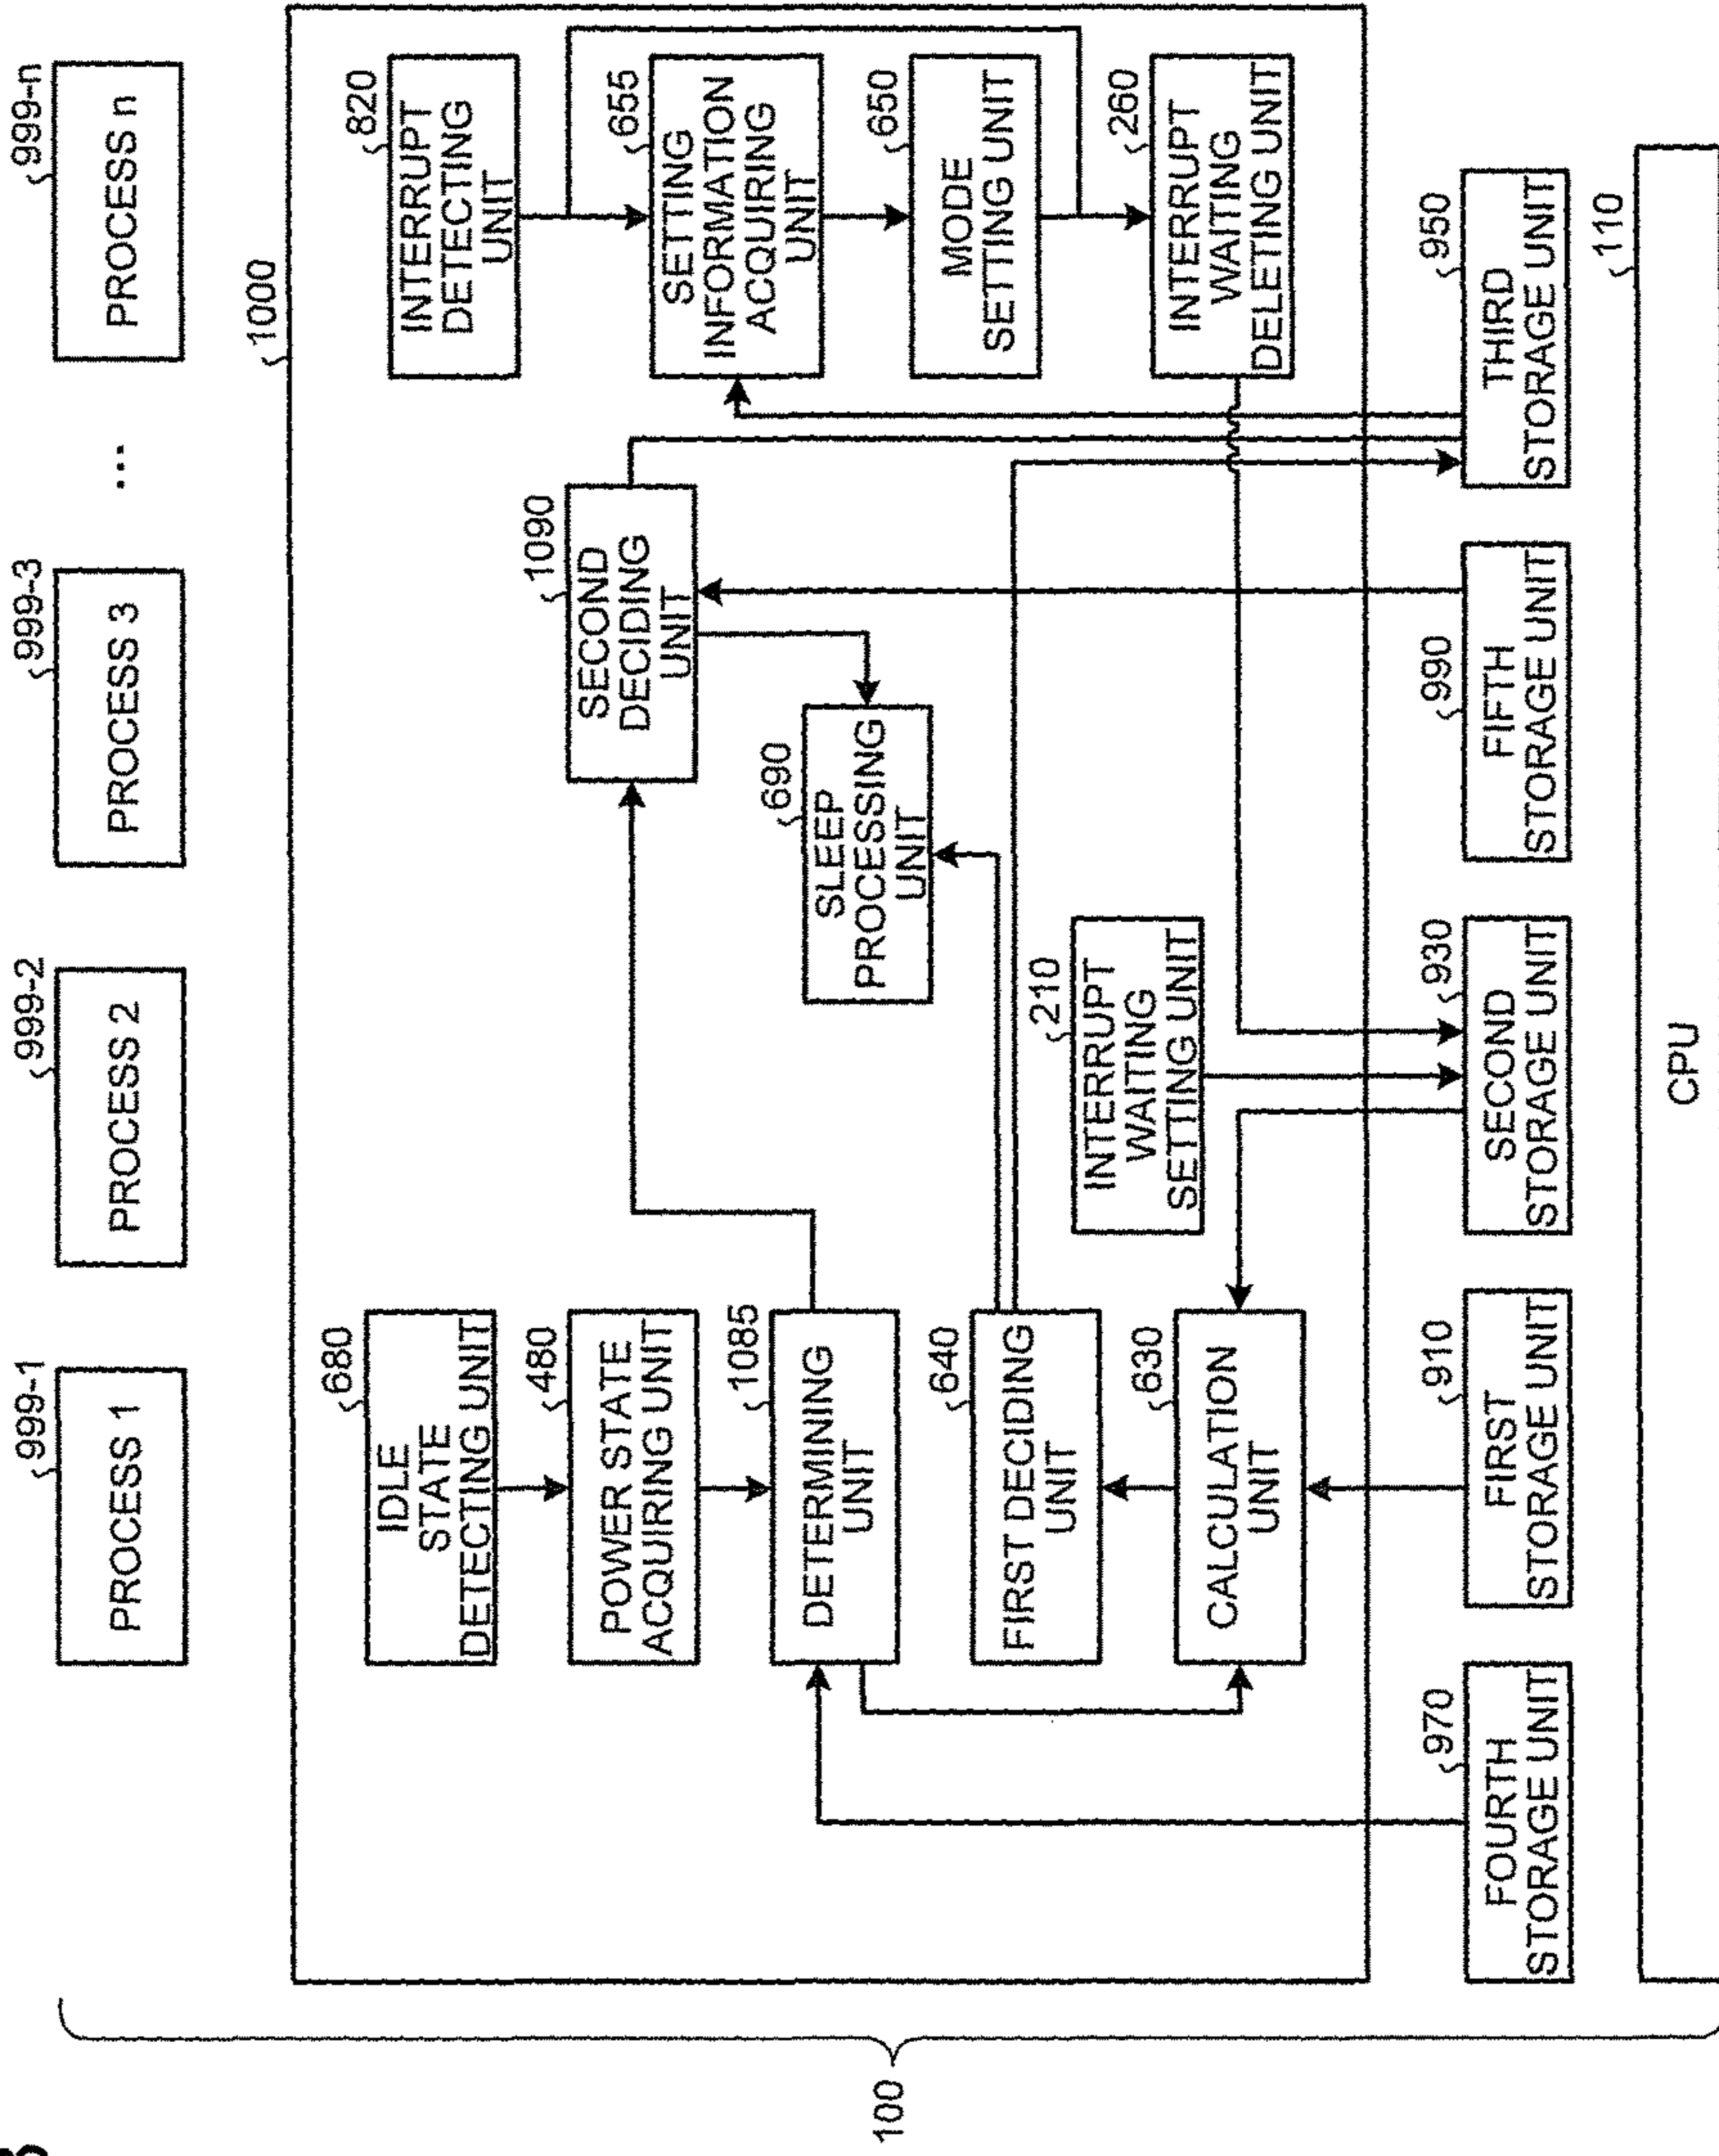 999-1
PROCESS 1
999-2
PROCESS 2
999-3
PROCESS 3
...
999-n
PROCESS n
1000
680
IDLE
STATE
DETECTING UNIT
480
POWER STATE
ACQUIRING UNIT
1085
DETERMINING
UNIT
640
FIRST DECIDING
UNIT
630
CALCULATION
UNIT
210
INTERRUPT
WAITING
SETTING UNIT
690
SLEEP
PROCESSING
UNIT
1090
SECOND
DECIDING
UNIT
820
INTERRUPT
DETECTING
UNIT
655
SETTING
INFORMATION
ACQUIRING
UNIT
650
MODE
SETTING UNIT
260
INTERRUPT
WAITING
DELETING UNIT
970
FOURTH
STORAGE UNIT
910
FIRST
STORAGE UNIT
930
SECOND
STORAGE UNIT
990
FIFTH
STORAGE UNIT
950
THIRD
STORAGE UNIT
110
CPU
100